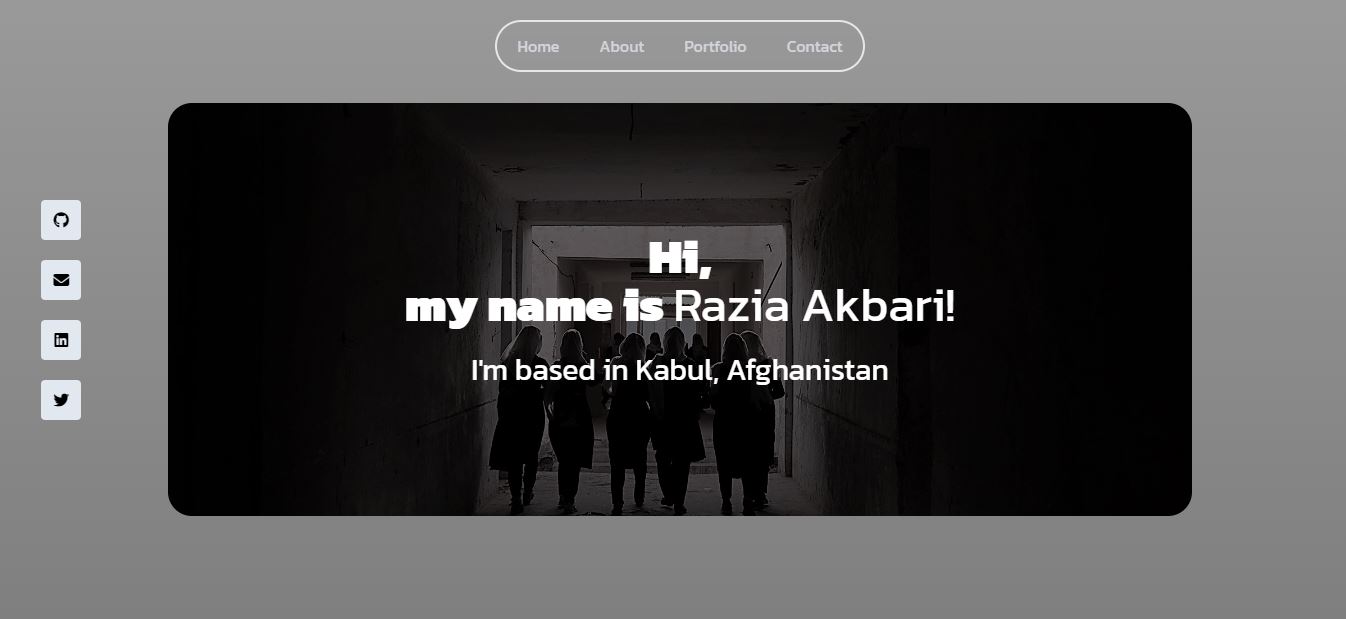 Home About Portfolio Contact
Hi,
my name is Razia Akbari!
I'm based in Kabul, Afghanistan